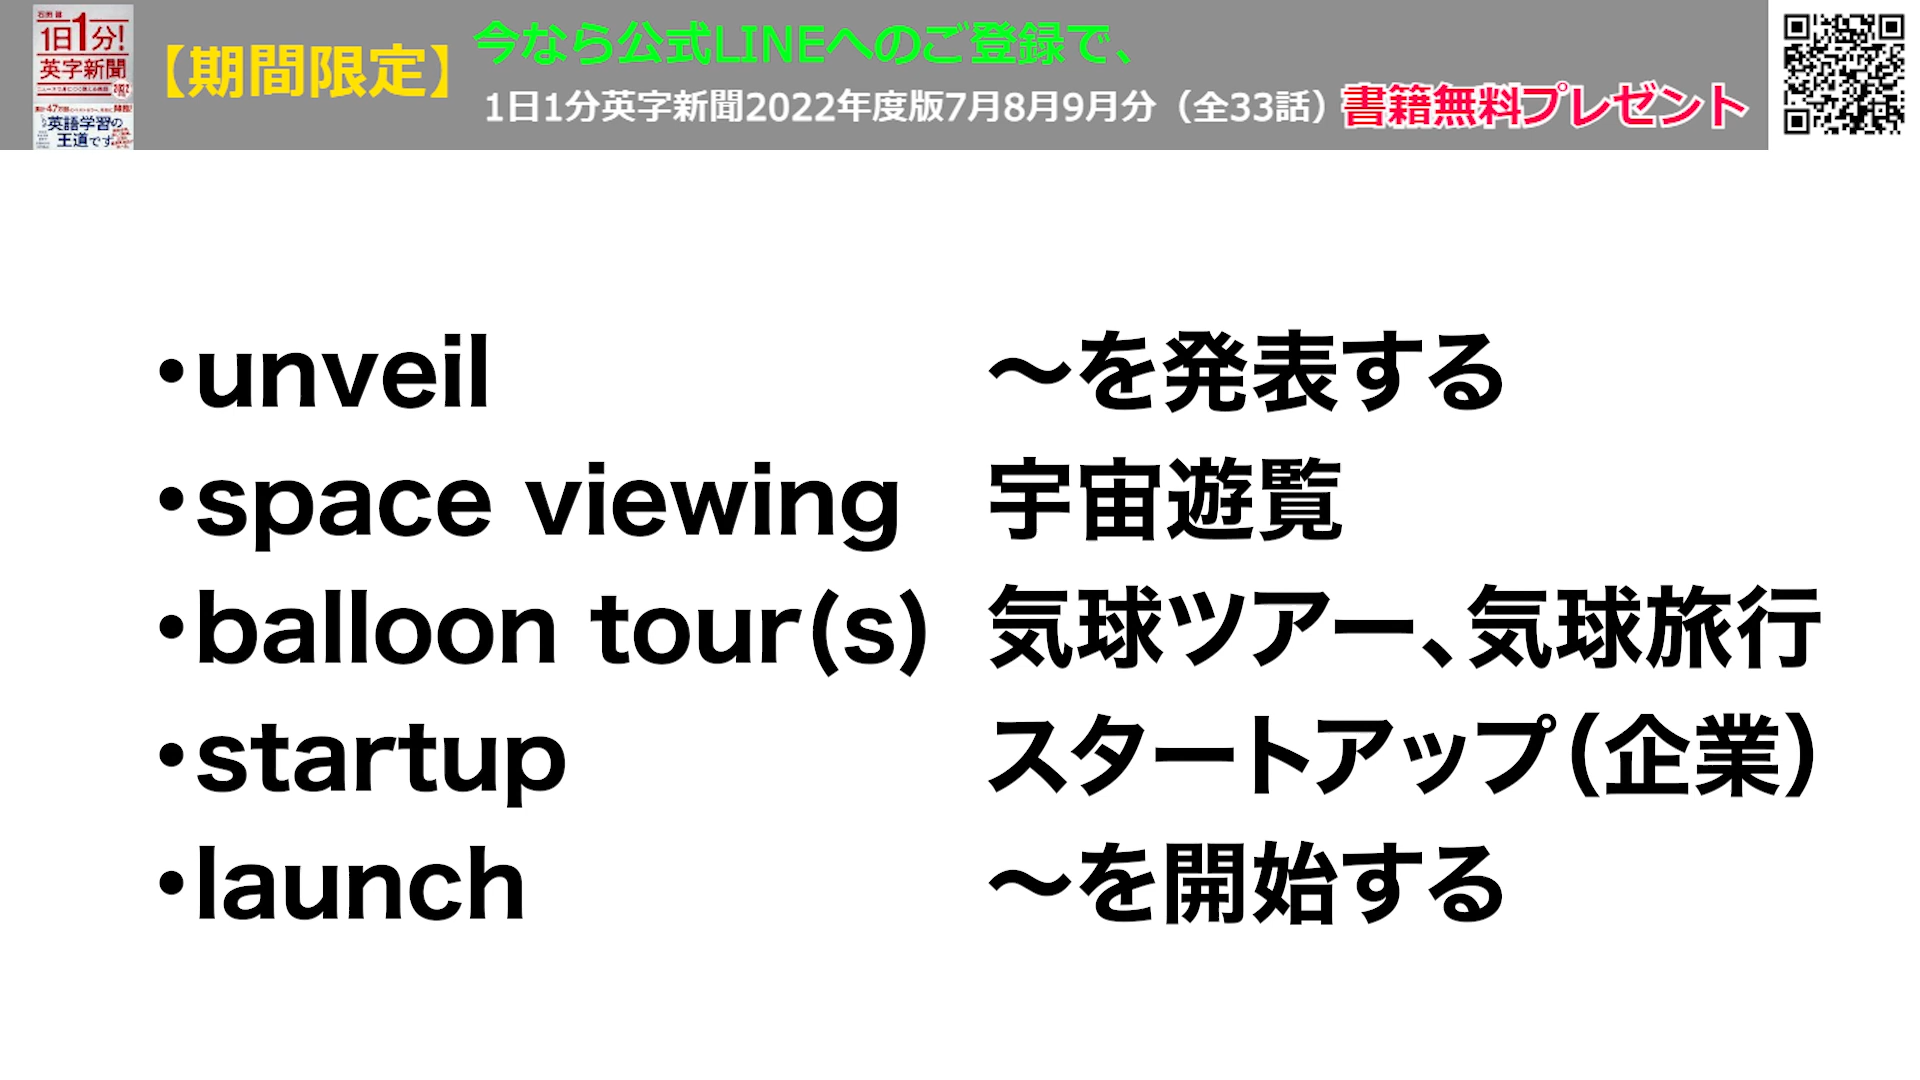 石田 健
1日1分!
英字新聞
2022
英語学習の
王道です
【期間限定】
今なら公式LINEへのご登録で、
1日1分英字新聞2022年度版7月8月9月分（全33話）書籍無料プレゼント
・unveil ～を発表する
・space viewing 宇宙遊覧
・balloon tour(s) 気球ツアー、気球旅行
・startup スタートアップ（企業）
・launch ～を開始する